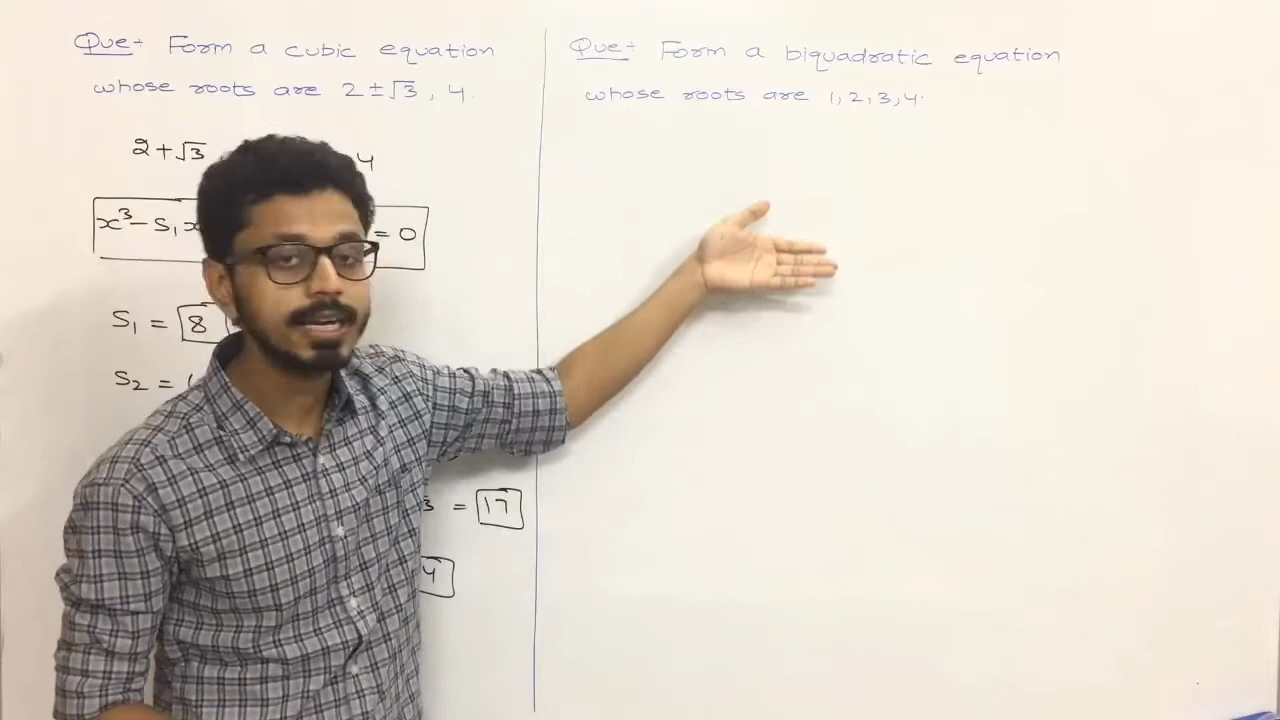 Que:- Form a cubic equation
whose roots are 2 ± √3, 4.
2+√3 4
x³ - S₁x = 0
S₁ = 8
S₂ =
3 = 17
4
Que:- Form a biquadratic equation
whose roots are 1, 2, 3, 4.